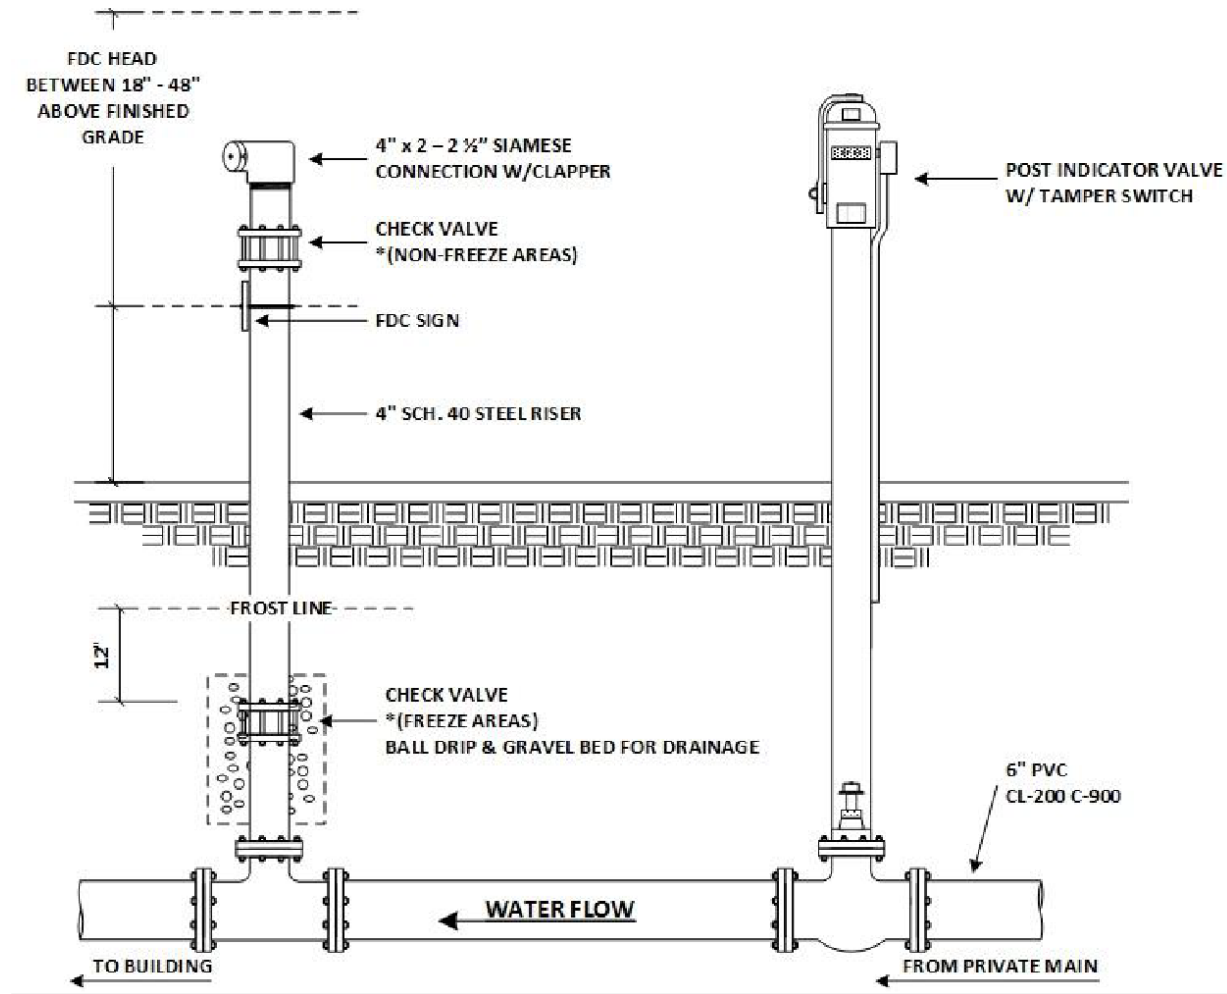 FDC HEAD
BETWEEN 18" - 48"
ABOVE FINISHED
GRADE
4" x 2 – 2 ½" SIAMESE
CONNECTION W/CLAPPER
CHECK VALVE
*(NON-FREEZE AREAS)
FDC SIGN
4" SCH. 40 STEEL RISER
POST INDICATOR VALVE
W/ TAMPER SWITCH
FROST LINE
12"
CHECK VALVE
*(FREEZE AREAS)
BALL DRIP & GRAVEL BED FOR DRAINAGE
6" PVC
CL-200 C-900
WATER FLOW
TO BUILDING
FROM PRIVATE MAIN